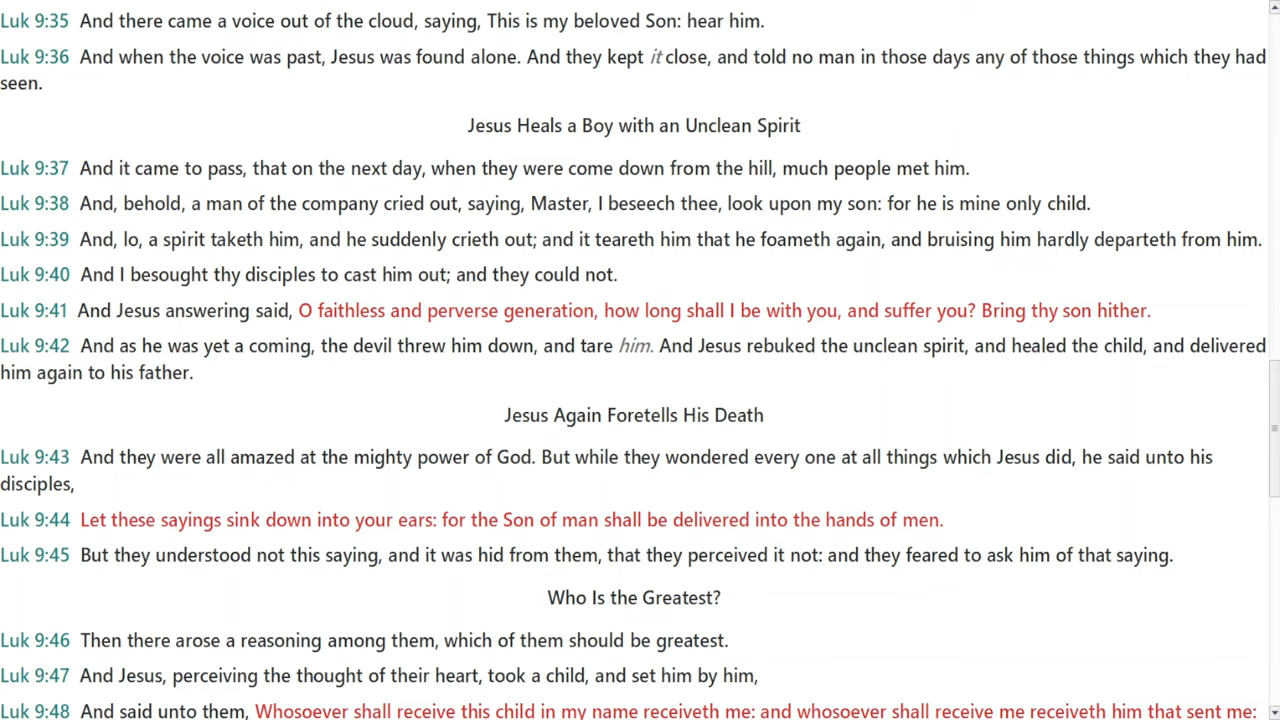 Luk 9:35 And there came a voice out of the cloud, saying, This is my beloved Son: hear him.
Luk 9:36 And when the voice was past, Jesus was found alone. And they kept it close, and told no man in those days any of those things which they had
seen.
Jesus Heals a Boy with an Unclean Spirit
Luk 9:37 And it came to pass, that on the next day, when they were come down from the hill, much people met him.
Luk 9:38 And, behold, a man of the company cried out, saying, Master, I beseech thee, look upon my son: for he is mine only child.
Luk 9:39 And, lo, a spirit taketh him, and he suddenly crieth out; and it teareth him that he foameth again, and bruising him hardly departeth from him.
Luk 9:40 And I besought thy disciples to cast him out; and they could not.
Luk 9:41 And Jesus answering said, O faithless and perverse generation, how long shall I be with you, and suffer you? Bring thy son hither.
Luk 9:42 And as he was yet a coming, the devil threw him down, and tare him. And Jesus rebuked the unclean spirit, and healed the child, and delivered
him again to his father.
Jesus Again Foretells His Death
Luk 9:43 And they were all amazed at the mighty power of God. But while they wondered every one at all things which Jesus did, he said unto his
disciples,
Luk 9:44 Let these sayings sink down into your ears: for the Son of man shall be delivered into the hands of men.
Luk 9:45 But they understood not this saying, and it was hid from them, that they perceived it not: and they feared to ask him of that saying.
Who Is the Greatest?
Luk 9:46 Then there arose a reasoning among them, which of them should be greatest.
Luk 9:47 And Jesus, perceiving the thought of their heart, took a child, and set him by him,
Luk 9:48 And said unto them, Whosoever shall receive this child in my name receiveth me: and whosoever shall receive me receiveth him that sent me: